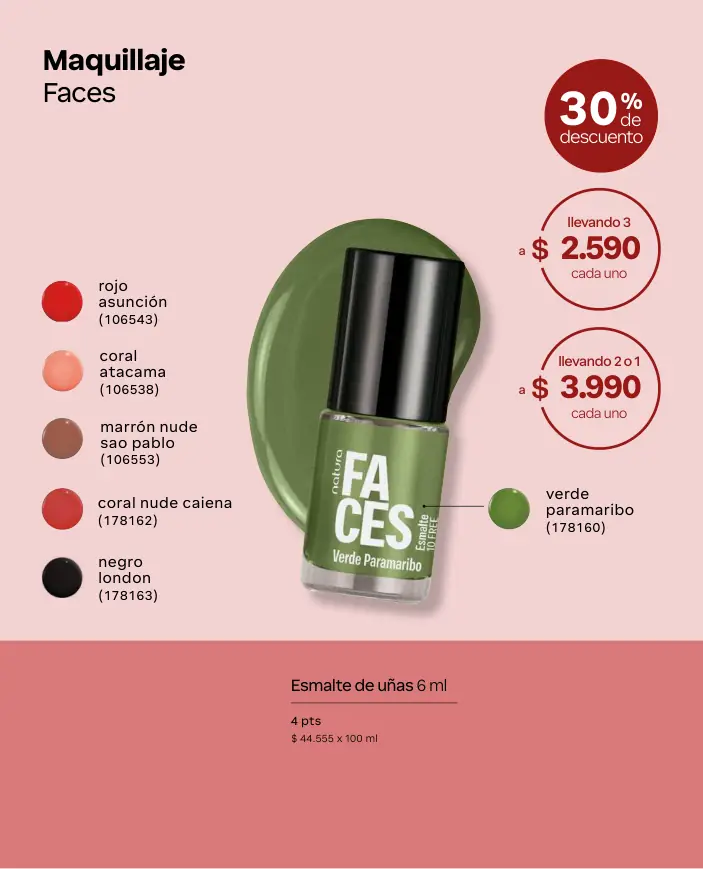 Maquillaje
Faces
30%
de
descuento
llevando 3
a $ 2.590
cada uno
llevando 2 o 1
a $ 3.990
cada uno
rojo
asunción
(106543)
coral
atacama
(106538)
marrón nude
sao pablo
(106553)
coral nude caiena
(178162)
negro
london
(178163)
natura
FA
CES
Esmalte
10 FREE
Verde Paramaribo
verde
paramaribo
(178160)
Esmalte de uñas 6 ml
4 pts
$ 44.555 x 100 ml